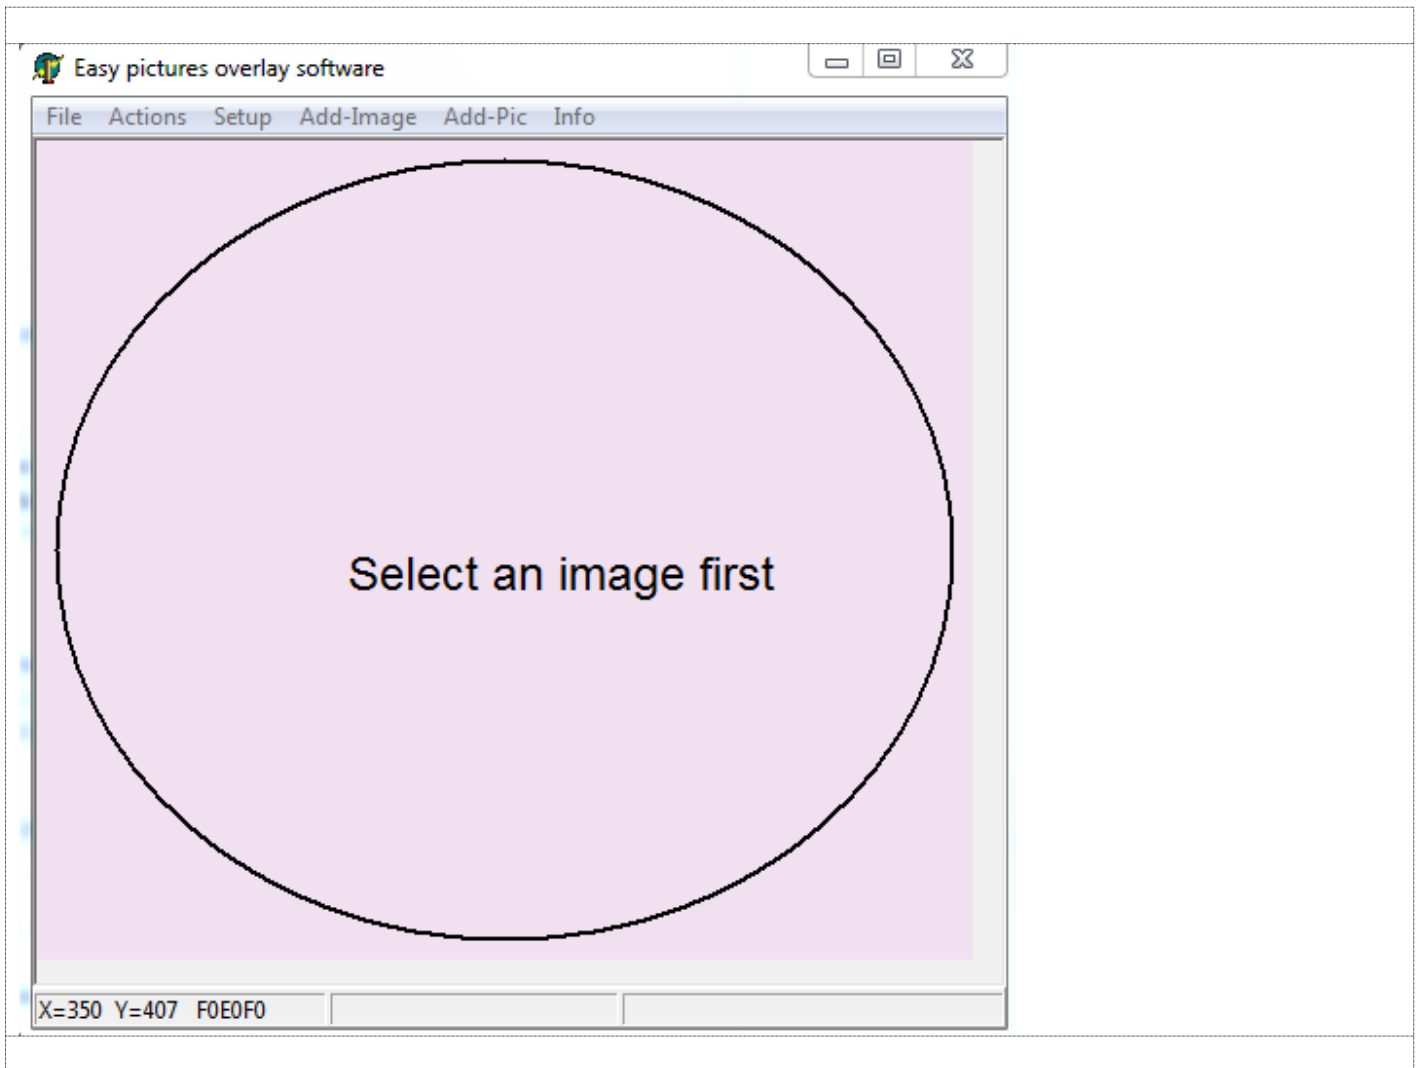 Easy pictures overlay software
File Actions Setup Add-Image Add-Pic Info
Select an image first
X=350 Y=407 F0E0F0